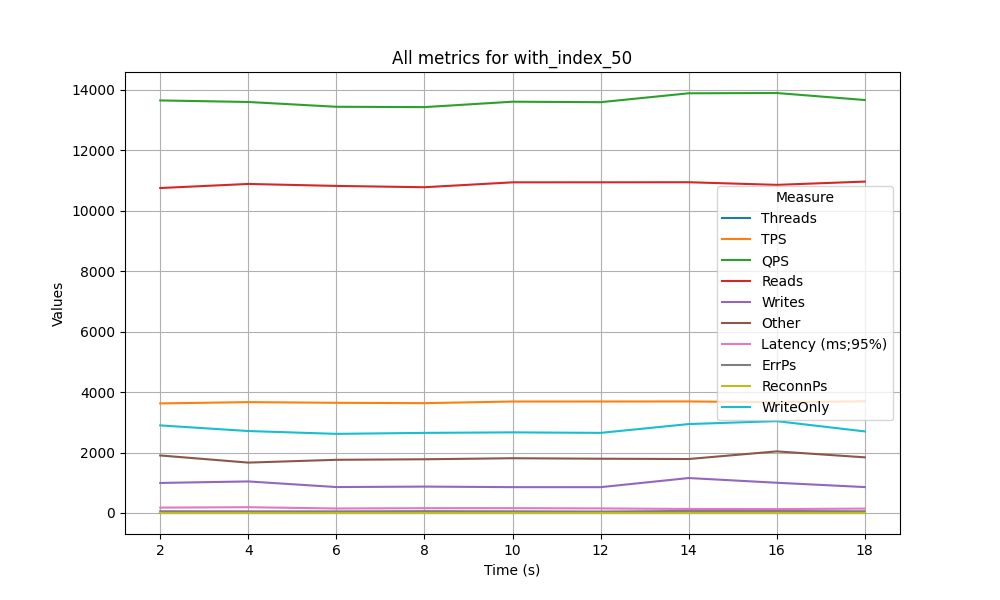 All metrics for with_index_50
14000
12000
10000
8000
6000
4000
2000
0
Values
2 4 6 8 10 12 14 16 18
Time (s)
Measure
Threads
TPS
QPS
Reads
Writes
Other
Latency (ms;95%)
ErrPs
ReconnPs
WriteOnly